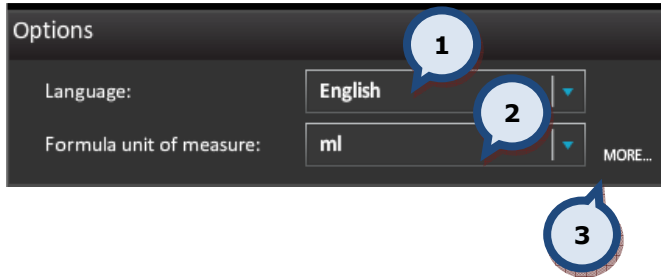 Options
1
Language: English
2
Formula unit of measure: ml
MORE...
3